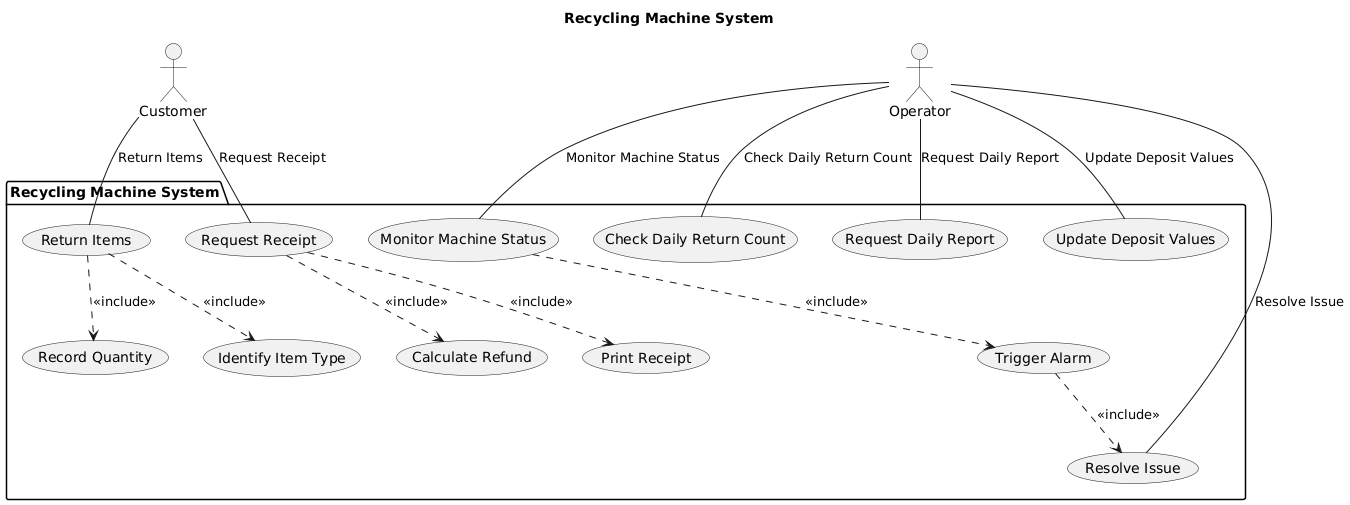 Recycling Machine System
Customer
Operator
Return Items
Request Receipt
Monitor Machine Status
Check Daily Return Count
Request Daily Report
Update Deposit Values
Recycling Machine System
Return Items
Request Receipt
Monitor Machine Status
Check Daily Return Count
Request Daily Report
Update Deposit Values
«include»
«include»
«include»
«include»
«include»
Resolve Issue
Record Quantity
Identify Item Type
Calculate Refund
Print Receipt
Trigger Alarm
«include»
Resolve Issue